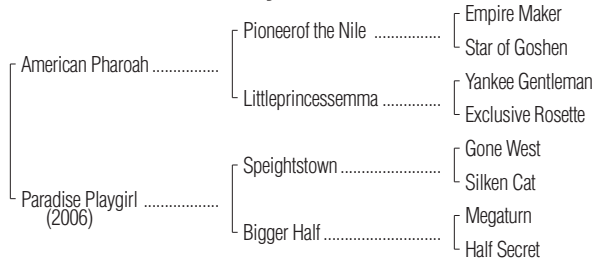 Empire Maker
Pioneerof the Nile ................
Star of Goshen
American Pharoah ................
Yankee Gentleman
Littleprincessemma ..............
Exclusive Rosette
Gone West
Speightstown ........................
Silken Cat
Paradise Playgirl ..................
(2006)
Megaturn
Bigger Half ............................
Half Secret